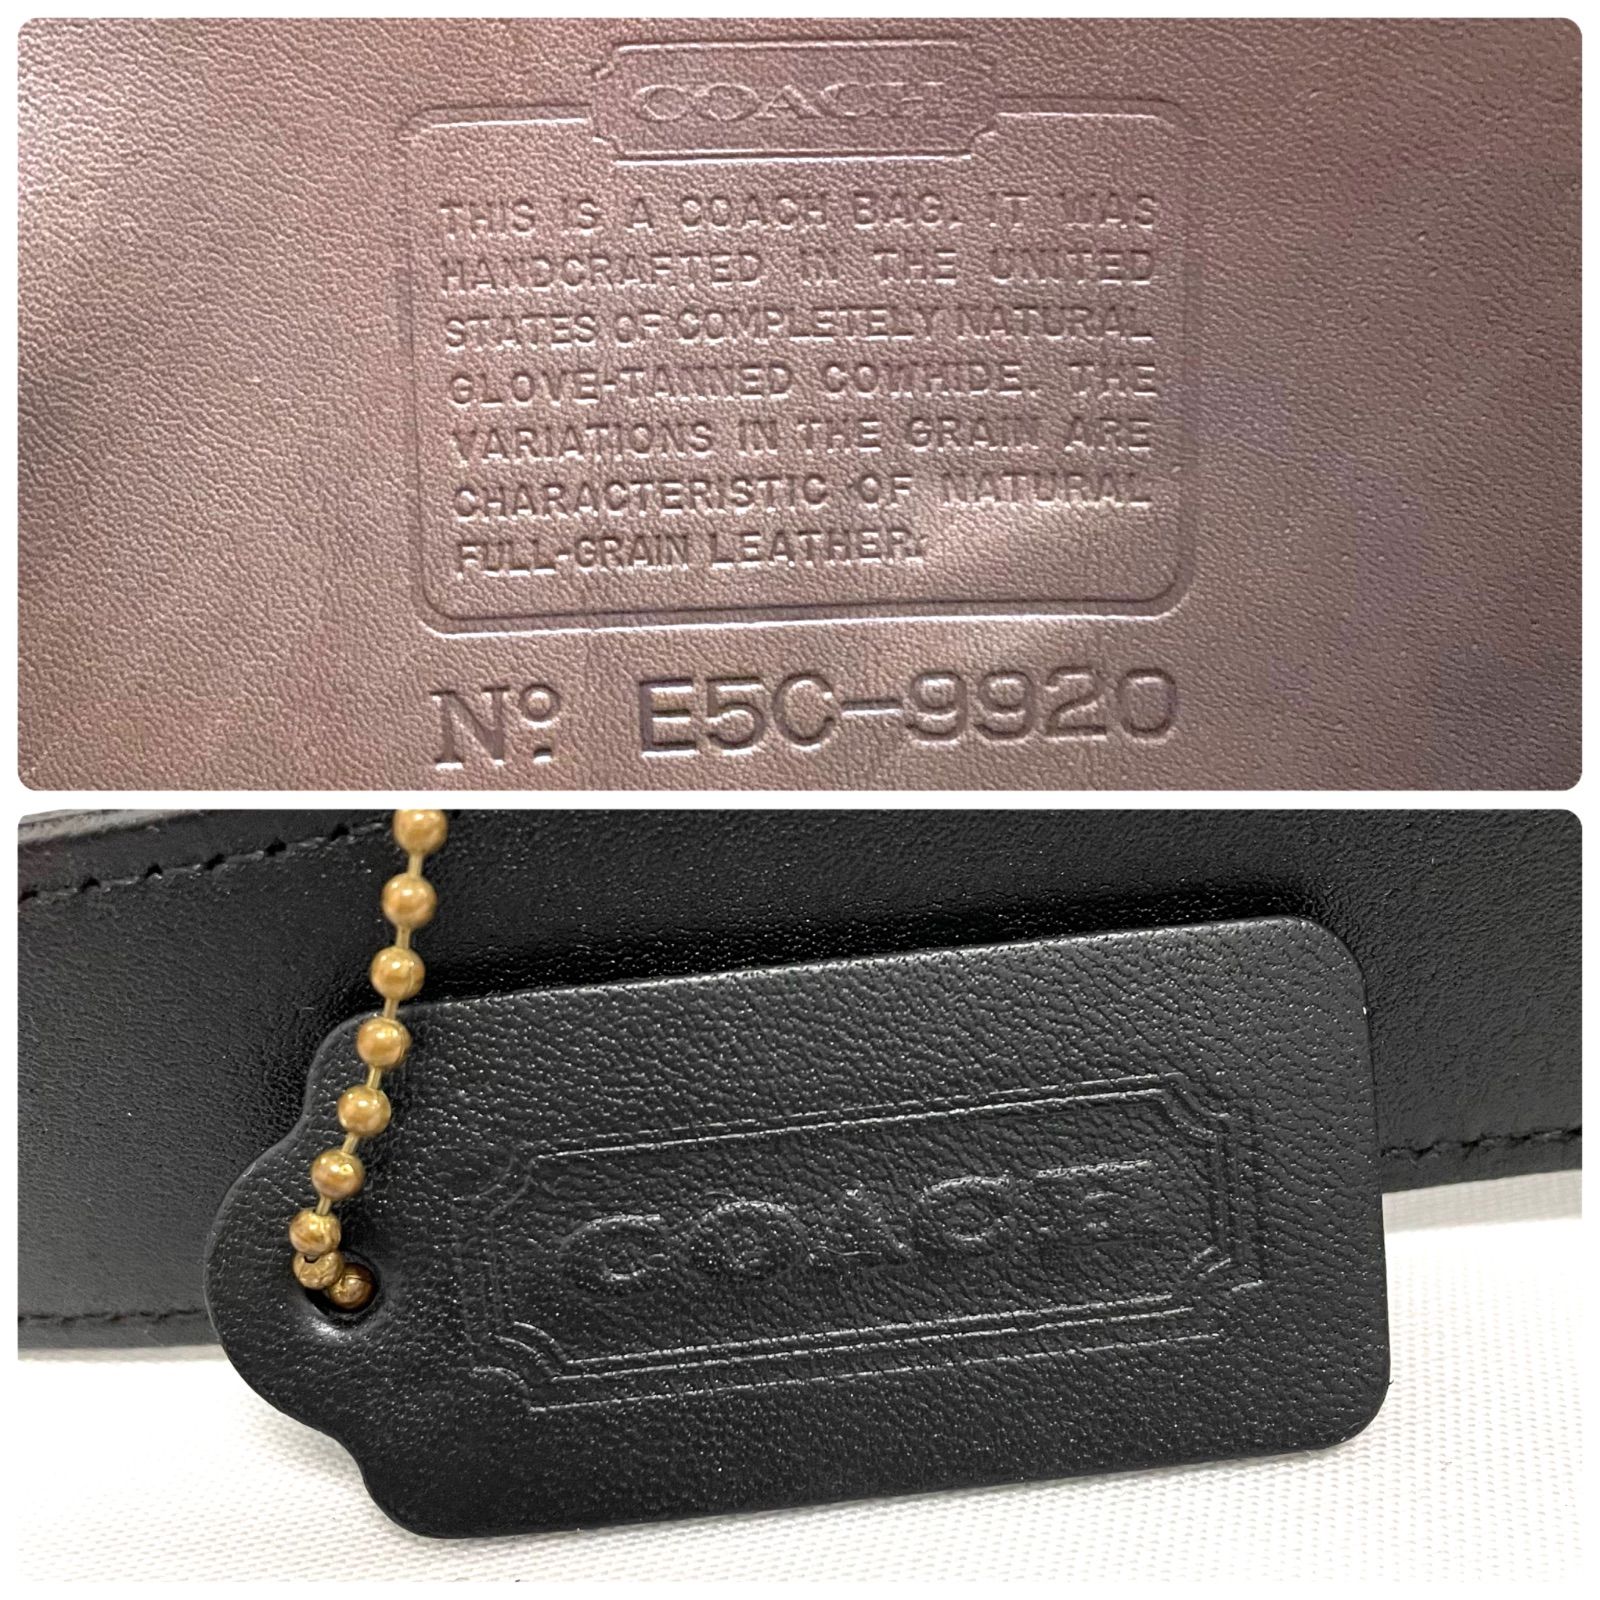 COACH
THIS IS A COACH BAG. IT WAS
HANDCRAFTED IN THE UNITED
STATES OF COMPLETELY NATURAL
GLOVE-TANNED COWHIDE. THE
VARIATIONS IN THE GRAIN ARE
CHARACTERISTIC OF NATURAL
FULL-GRAIN LEATHER.
Nº E5C-9920
COACH